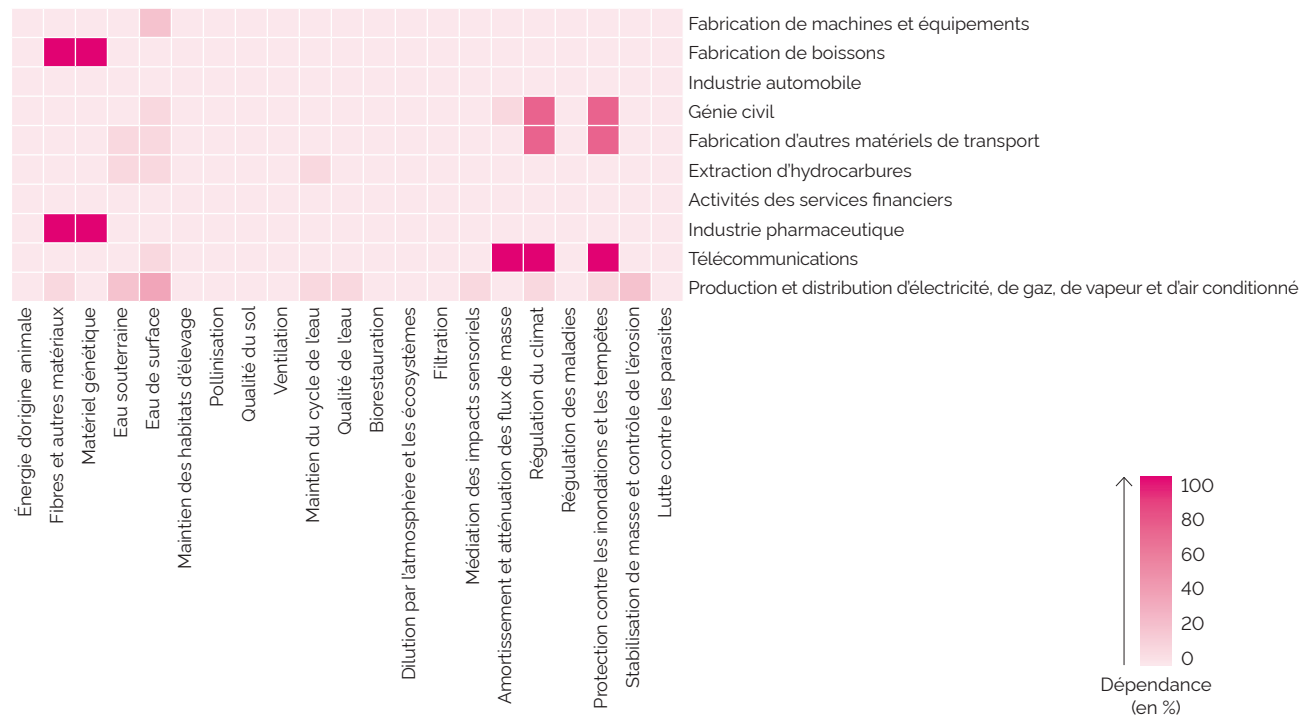 Fabrication de machines et équipements
Fabrication de boissons
Industrie automobile
Génie civil
Fabrication d'autres matériels de transport
Extraction d'hydrocarbures
Activités des services financiers
Industrie pharmaceutique
Télécommunications
Production et distribution d'électricité, de gaz, de vapeur et d'air conditionné
Énergie d'origine animale
Fibres et autres matériaux
Matériel génétique
Eau souterraine
Eau de surface
Maintien des habitats d'élevage
Pollinisation
Qualité du sol
Ventilation
Maintien du cycle de l'eau
Qualité de l'eau
Biorestauration
Dilution par l'atmosphère et les écosystèmes
Filtration
Médiation des impacts sensoriels
Amortissement et atténuation des flux de masse
Régulation du climat
Régulation des maladies
Protection contre les inondations et les tempêtes
Stabilisation de masse et contrôle de l'érosion
Lutte contre les parasites
100
80
60
40
20
0
Dépendance
(en %)